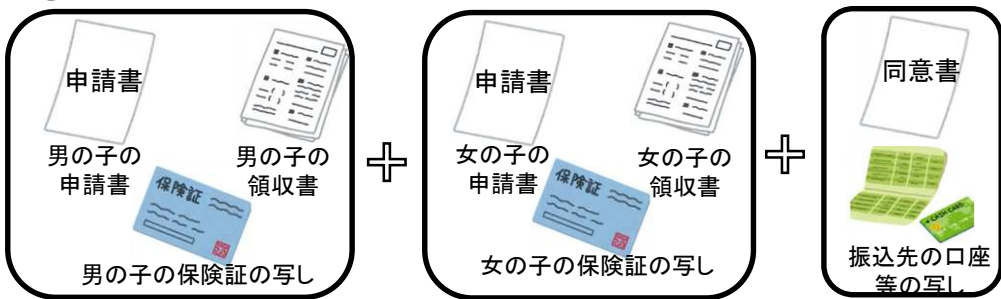 申請書
男の子の
申請書
男の子の
領収書
保険証
男の子の保険証の写し
申請書
女の子の
申請書
女の子の
領収書
保険証
女の子の保険証の写し
同意書
CASH CARD
振込先の口座
等の写し